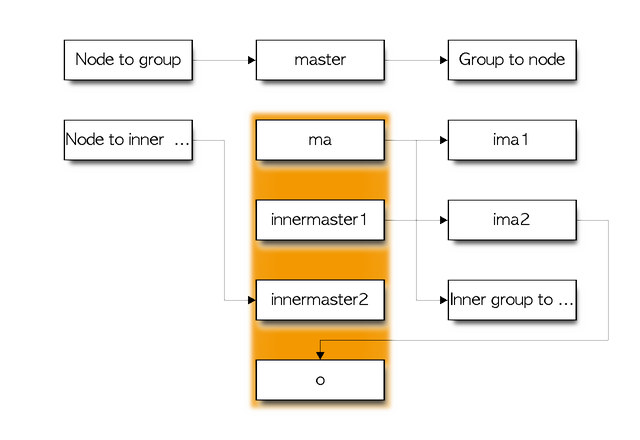 Node to group
master
Group to node
Node to inner ...
ma
ima1
innermaster1
ima2
innermaster2
Inner group to ...
o